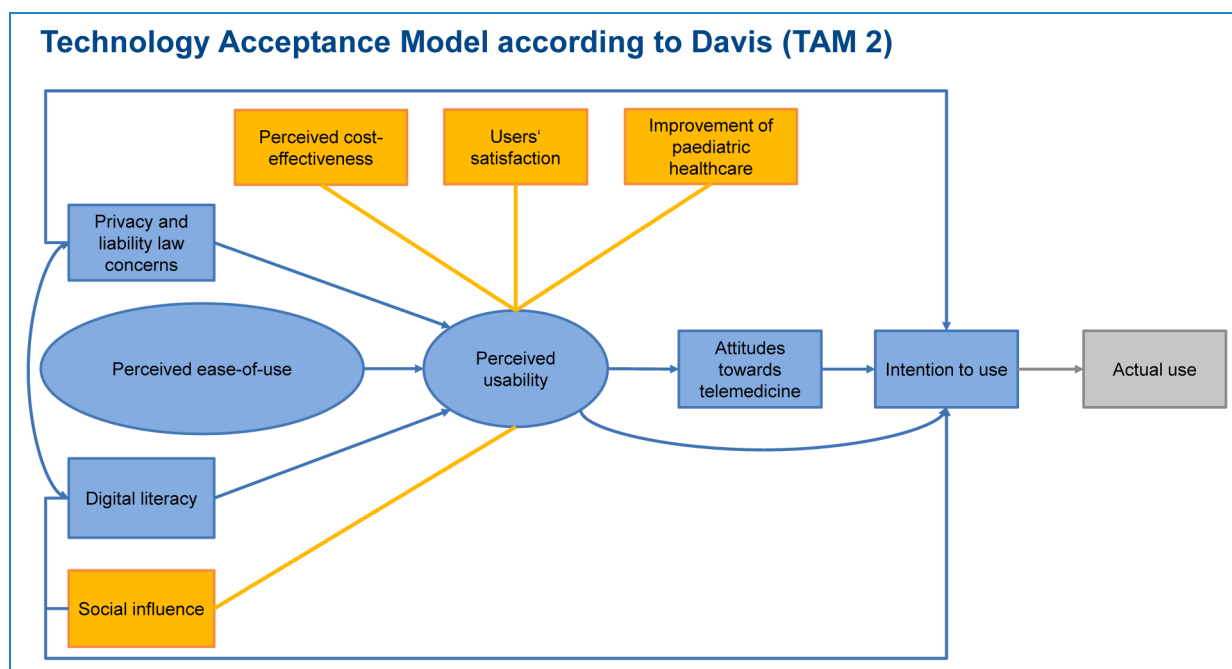 Technology Acceptance Model according to Davis (TAM 2)
Perceived cost-
effectiveness
Users‘
satisfaction
Improvement of
paediatric
healthcare
Privacy and
liability law
concerns
Perceived ease-of-use
Perceived
usability
Attitudes
towards
telemedicine
Intention to use
Actual use
Digital literacy
Social influence